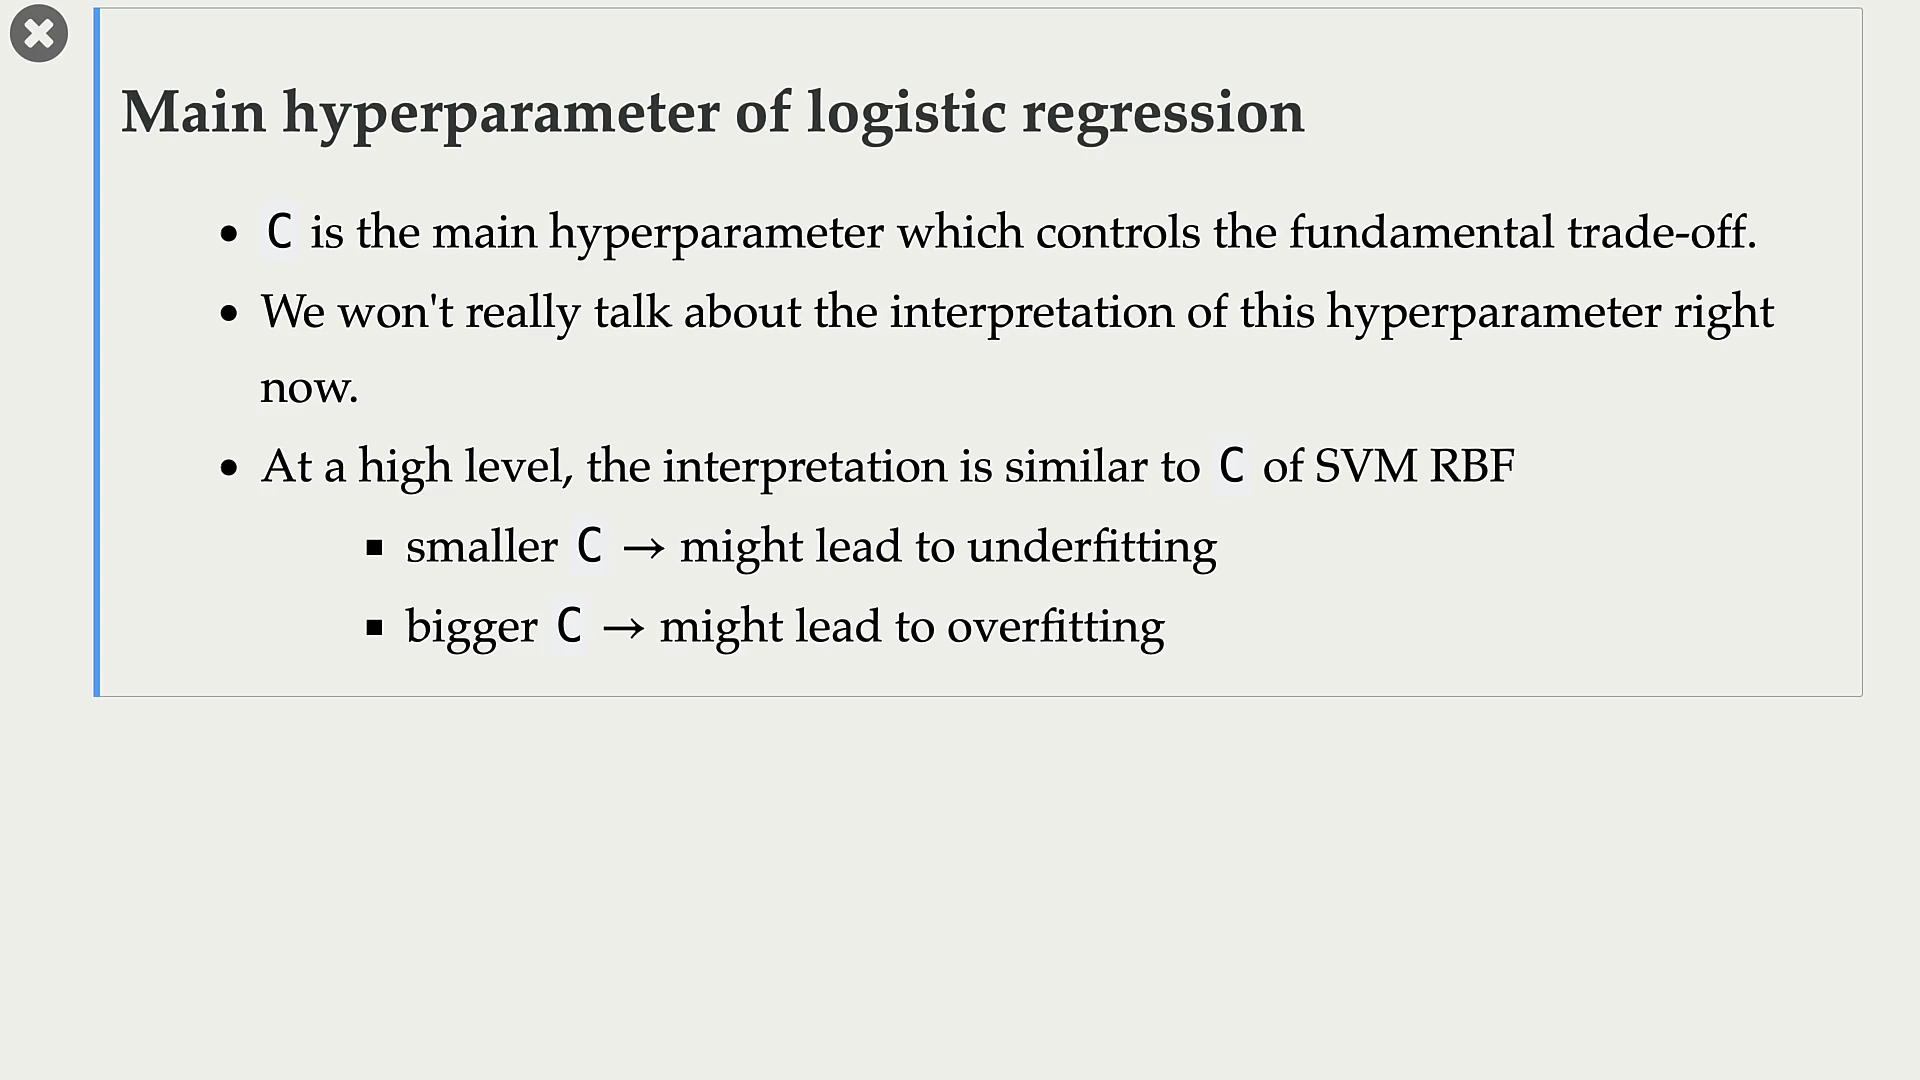 Main hyperparameter of logistic regression
• C is the main hyperparameter which controls the fundamental trade-off.
• We won't really talk about the interpretation of this hyperparameter right
now.
• At a high level, the interpretation is similar to C of SVM RBF
▪ smaller C → might lead to underfitting
▪ bigger C → might lead to overfitting